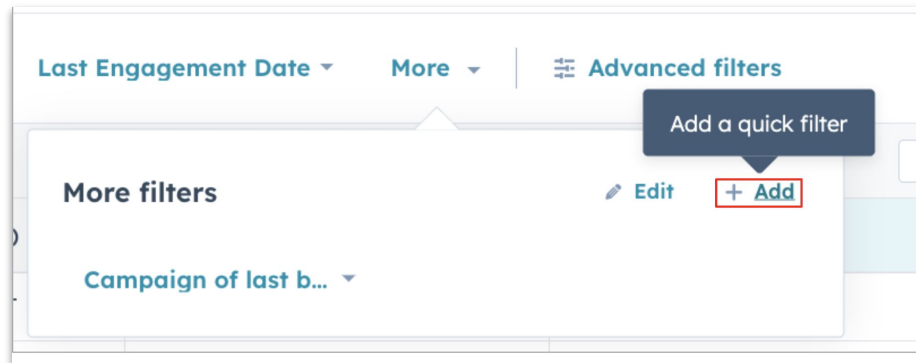 Last Engagement Date More Advanced filters
Add a quick filter
More filters Edit + Add
Campaign of last b...